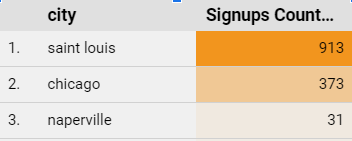 city Signups Count...
1. saint louis 913
2. chicago 373
3. naperville 31